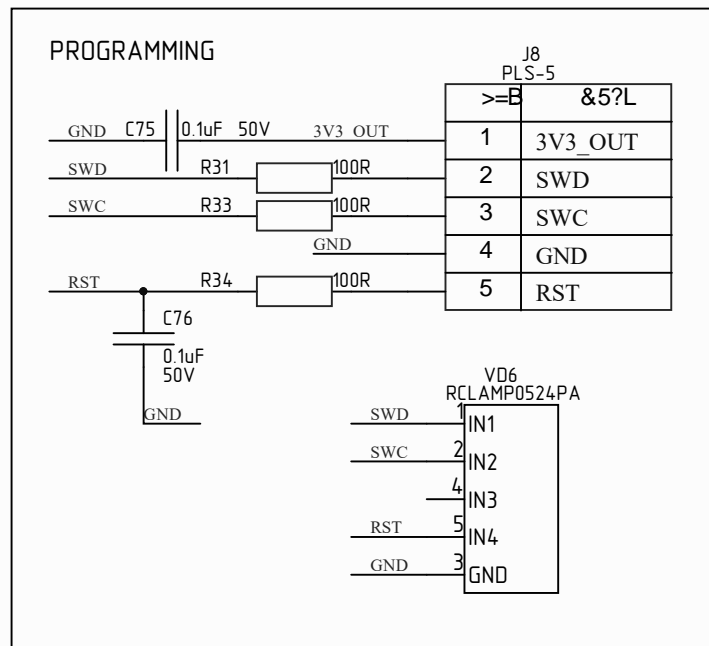 PROGRAMMING
J8
PLS-5
>=B &5?L
GND C75 0.1uF 50V 3V3_OUT 1 3V3_OUT
SWD R31 100R 2 SWD
SWC R33 100R 3 SWC
GND 4 GND
RST R34 100R 5 RST
C76
0.1uF
50V
GND
VD6
RCLAMP0524PA
SWD 1 IN1
SWC 2 IN2
4 IN3
RST 5 IN4
GND 3 GND